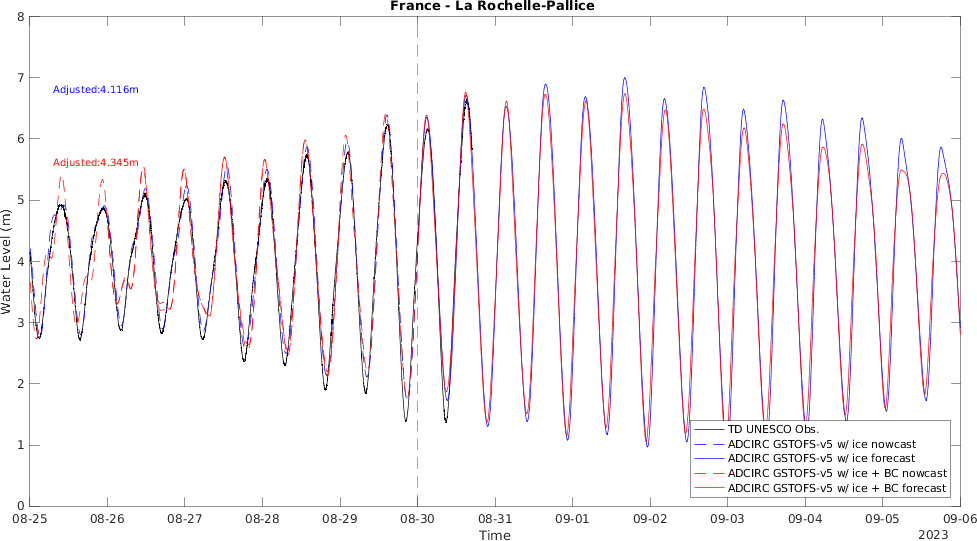 France - La Rochelle-Pallice
8
7
6
5
4
3
2
1
0
Water Level (m)
Adjusted:4.116m
Adjusted:4.345m
TD UNESCO Obs.
ADCIRC GSTOFS-v5 w/ ice nowcast
ADCIRC GSTOFS-v5 w/ ice forecast
ADCIRC GSTOFS-v5 w/ ice + BC nowcast
ADCIRC GSTOFS-v5 w/ ice + BC forecast
08-25 08-26 08-27 08-28 08-29 08-30 08-31 09-01 09-02 09-03 09-04 09-05 09-06
Time 2023